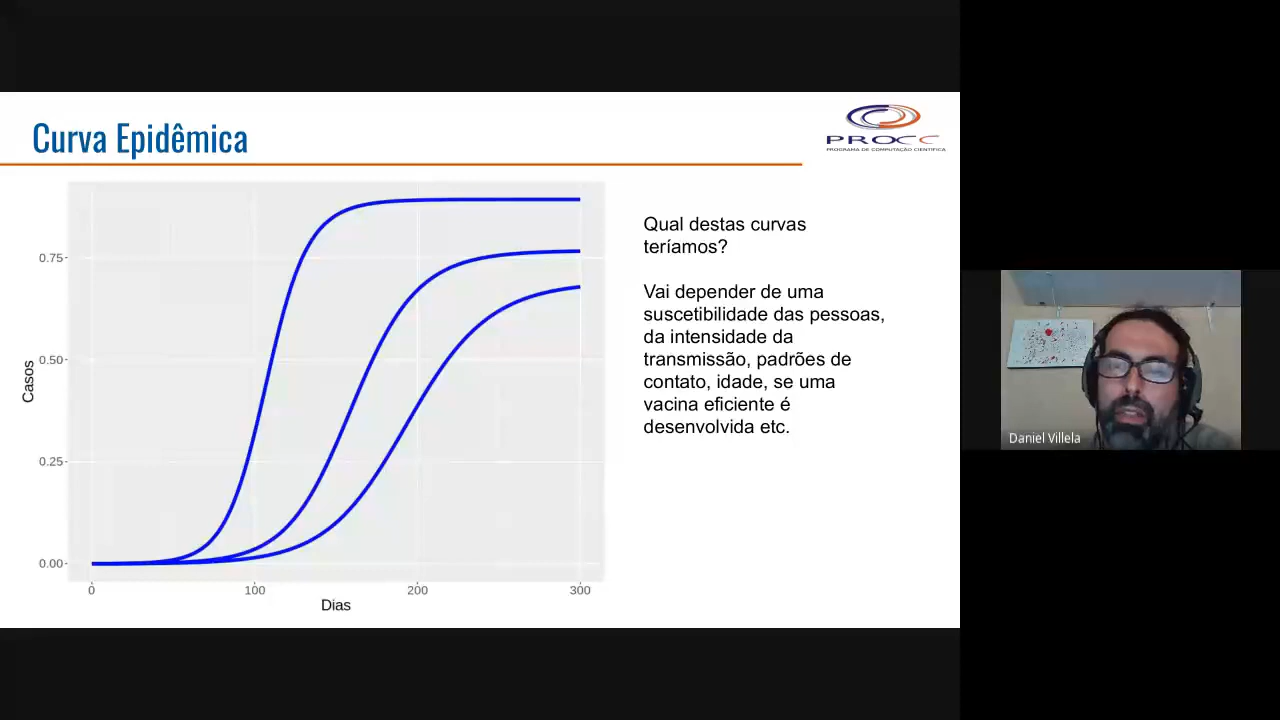 Curva Epidêmica
PROCC
PROGRAMA DE COMPUTAÇÃO CIENTÍFICA
Qual destas curvas
teríamos?
Vai depender de uma
suscetibilidade das pessoas,
da intensidade da
transmissão, padrões de
contato, idade, se uma
vacina eficiente é
desenvolvida etc.
Casos
0.75
0.50
0.25
0.00
0
100
200
300
Dias
Daniel Villela